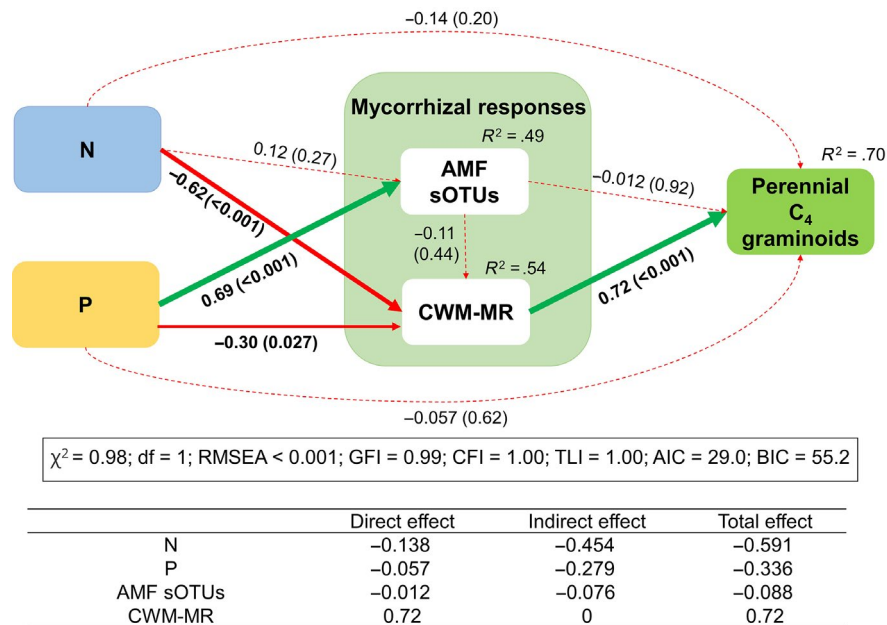 −0.14 (0.20)
Mycorrhizal responses
N
0.12 (0.27)
R² = .49
AMF
sOTUs
R² = .70
−0.012 (0.92)
Perennial
C₄
graminoids
−0.62(<0.001)
−0.11
(0.44)
0.69 (<0.001)
R² = .54
P
CWM-MR
0.72 (<0.001)
−0.30 (0.027)
−0.057 (0.62)
χ² = 0.98; df = 1; RMSEA < 0.001; GFI = 0.99; CFI = 1.00; TLI = 1.00; AIC = 29.0; BIC = 55.2
Direct effect Indirect effect Total effect
N −0.138 −0.454 −0.591
P −0.057 −0.279 −0.336
AMF sOTUs −0.012 −0.076 −0.088
CWM-MR 0.72 0 0.72